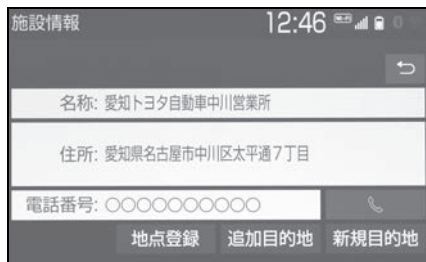 施設情報 12:46 Wi-Fi
名称: 愛知トヨタ自動車中川営業所
住所: 愛知県名古屋市中川区太平通7丁目
電話番号: ○○○○○○○○○○
地点登録 追加目的地 新規目的地